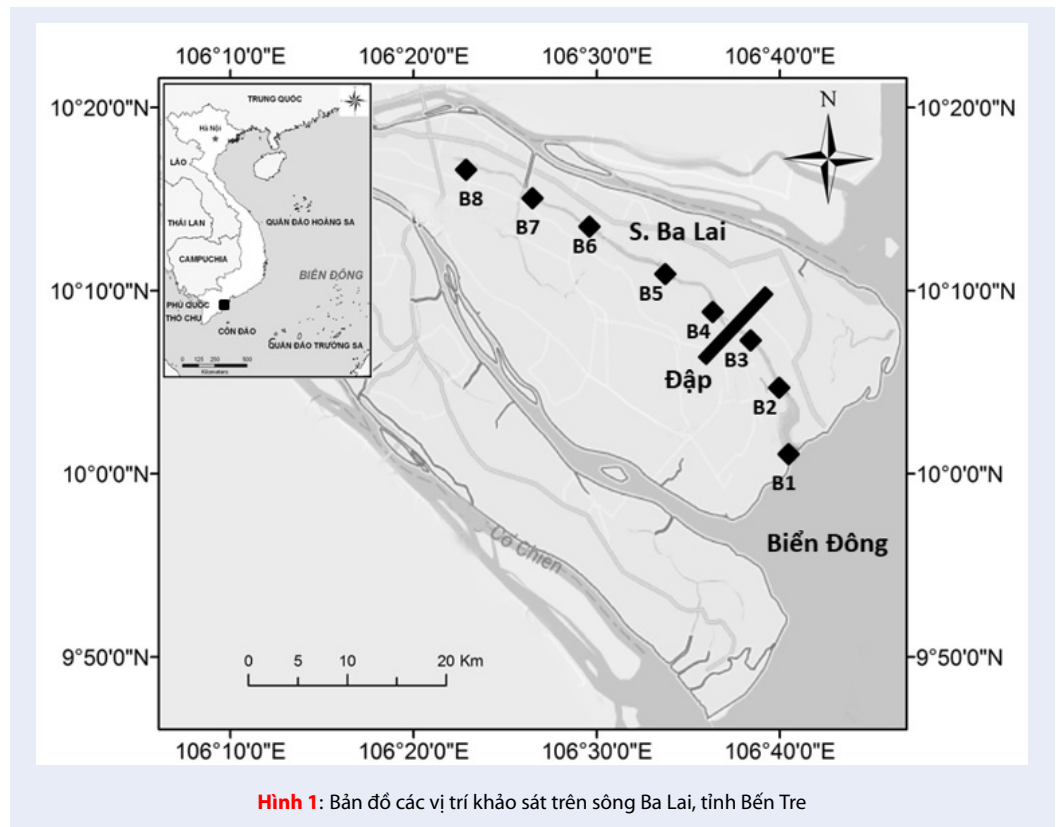 106°10'0"E 106°20'0"E 106°30'0"E 106°40'0"E
10°20'0"N 10°20'0"N
TRUNG QUỐC
Hà Nội
LÀO
THÁI LAN
QUẦN ĐẢO HOÀNG SA
CAMPUCHIA
BIỂN ĐÔNG
PHÚ QUỐC
THỔ CHU
CÔN ĐẢO
QUẦN ĐẢO TRƯỜNG SA
0 125 250 500
Kilometers
N
B8
B7
B6
S. Ba Lai
B5
10°10'0"N 10°10'0"N
B4
B3
Đập
B2
B1
10°0'0"N 10°0'0"N
Biển Đông
Cổ Chiên
9°50'0"N 9°50'0"N
0 5 10 20 Km
106°10'0"E 106°20'0"E 106°30'0"E 106°40'0"E
Hình 1: Bản đồ các vị trí khảo sát trên sông Ba Lai, tỉnh Bến Tre